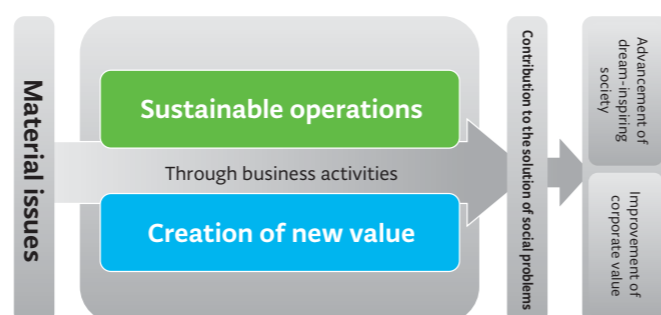 Material issues
Sustainable operations
Through business activities
Creation of new value
Contribution to the solution of social problems
Advancement of
dream-inspiring
society
Improvement of
corporate value